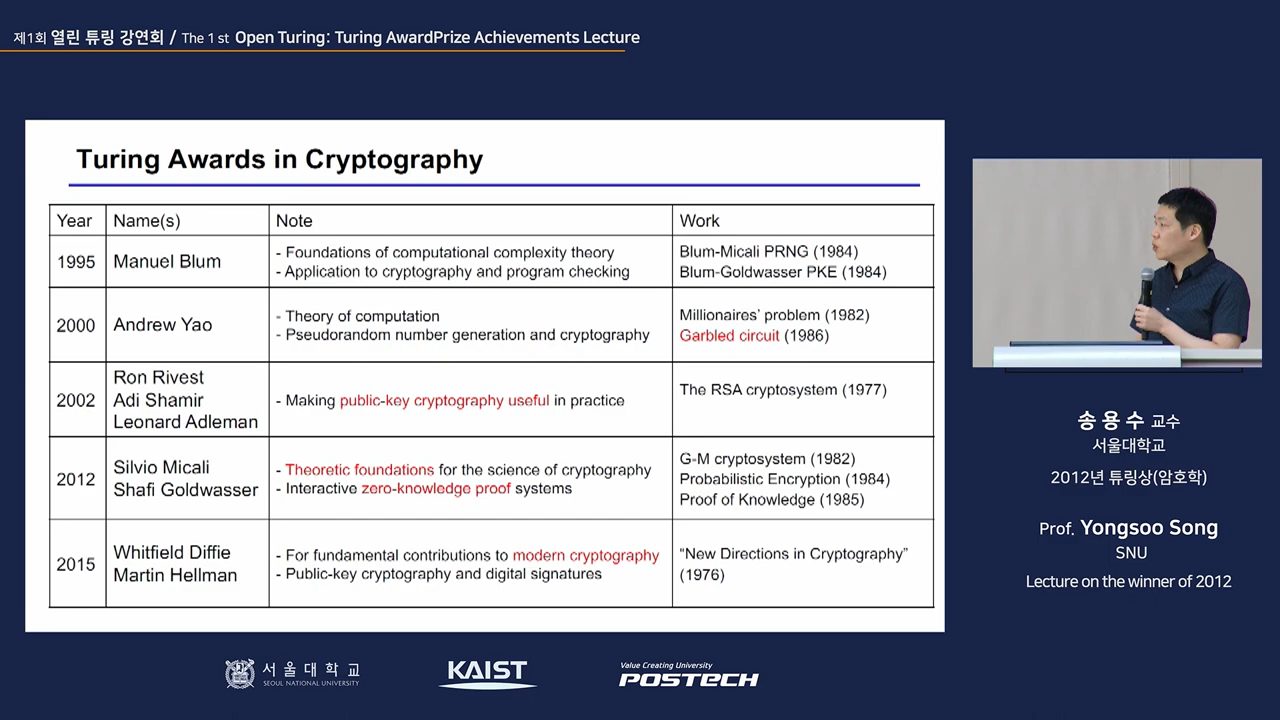 제1회 열린 튜링 강연회 / The 1 st Open Turing: Turing AwardPrize Achievements Lecture
Turing Awards in Cryptography
Year Name(s) Note Work
1995 Manuel Blum
- Foundations of computational complexity theory
- Application to cryptography and program checking
Blum-Micali PRNG (1984)
Blum-Goldwasser PKE (1984)
2000 Andrew Yao
- Theory of computation
- Pseudorandom number generation and cryptography
Millionaires' problem (1982)
Garbled circuit (1986)
2002
Ron Rivest
Adi Shamir
Leonard Adleman
- Making public-key cryptography useful in practice
The RSA cryptosystem (1977)
2012
Silvio Micali
Shafi Goldwasser
- Theoretic foundations for the science of cryptography
- Interactive zero-knowledge proof systems
G-M cryptosystem (1982)
Probabilistic Encryption (1984)
Proof of Knowledge (1985)
2015
Whitfield Diffie
Martin Hellman
- For fundamental contributions to modern cryptography
- Public-key cryptography and digital signatures
“New Directions in Cryptography”
(1976)
송용수 교수
서울대학교
2012년 튜링상(암호학)
Prof. Yongsoo Song
SNU
Lecture on the winner of 2012
서울대학교
SEOUL NATIONAL UNIVERSITY
KAIST
Value Creating University
POSTECH